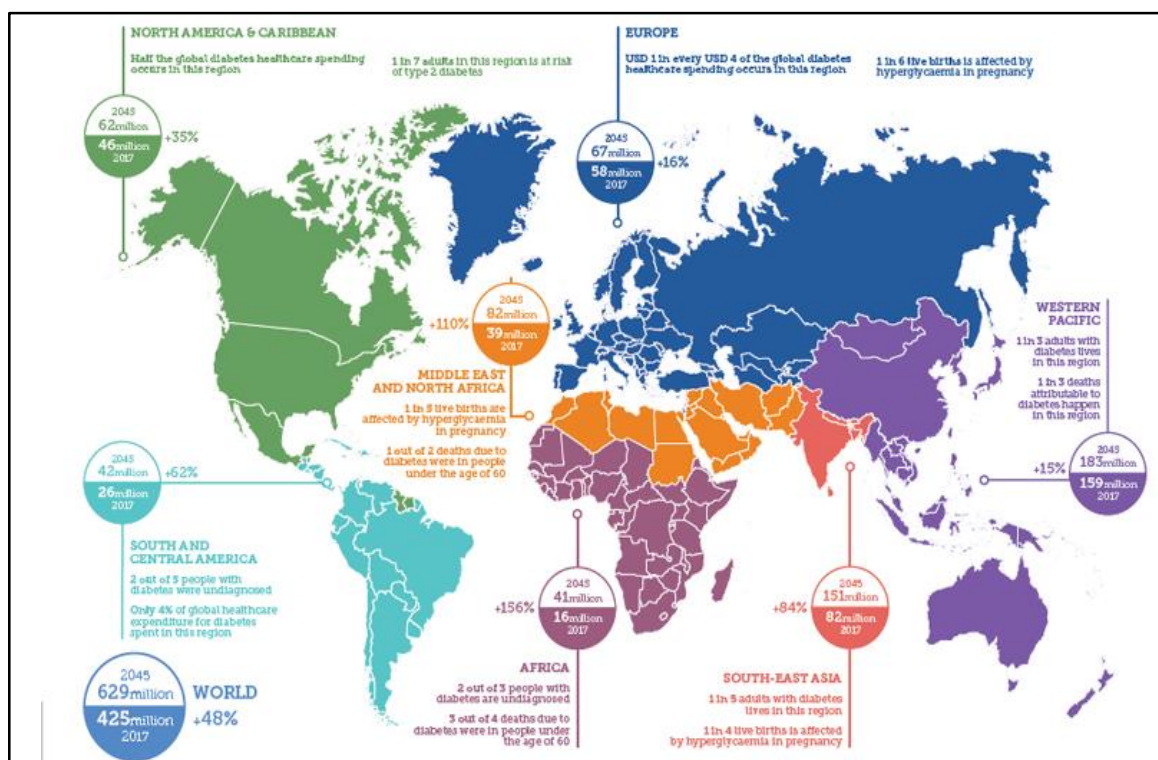 NORTH AMERICA & CARIBBEAN
Half the global diabetes healthcare spending
occurs in this region
1 in 7 adults in this region is at risk
of type 2 diabetes
2045
62million
46million
2017
+35%
EUROPE
USD 1 in every USD 4 of the global diabetes
healthcare spending occurs in this region
1 in 6 live births is affected by
hyperglycaemia in pregnancy
2045
67million
58million
2017
+16%
2045
82million
39million
2017
+110%
MIDDLE EAST
AND NORTH AFRICA
1 in 5 live births are
affected by hyperglycaemia
in pregnancy
1 out of 2 deaths due to
diabetes were in people
under the age of 60
WESTERN
PACIFIC
1 in 3 adults with
diabetes lives in
this region
1 in 3 deaths
attributable to
diabetes happen in
this region
+15%
2045
183million
159million
2017
2045
42million
26million
2017
+62%
SOUTH AND
CENTRAL AMERICA
2 out of 5 people with
diabetes were undiagnosed
Only 4% of global healthcare
expenditure for diabetes
spent in this region
+156%
2045
41million
16million
2017
AFRICA
2 out of 3 people with
diabetes are undiagnosed
3 out of 4 deaths due to
diabetes were in people under
the age of 60
+84%
2045
151million
82million
2017
SOUTH-EAST ASIA
1 in 5 adults with diabetes
lives in this region
1 in 4 live births is affected
by hyperglycaemia in pregnancy
2045
629million
425million
2017
WORLD
+48%